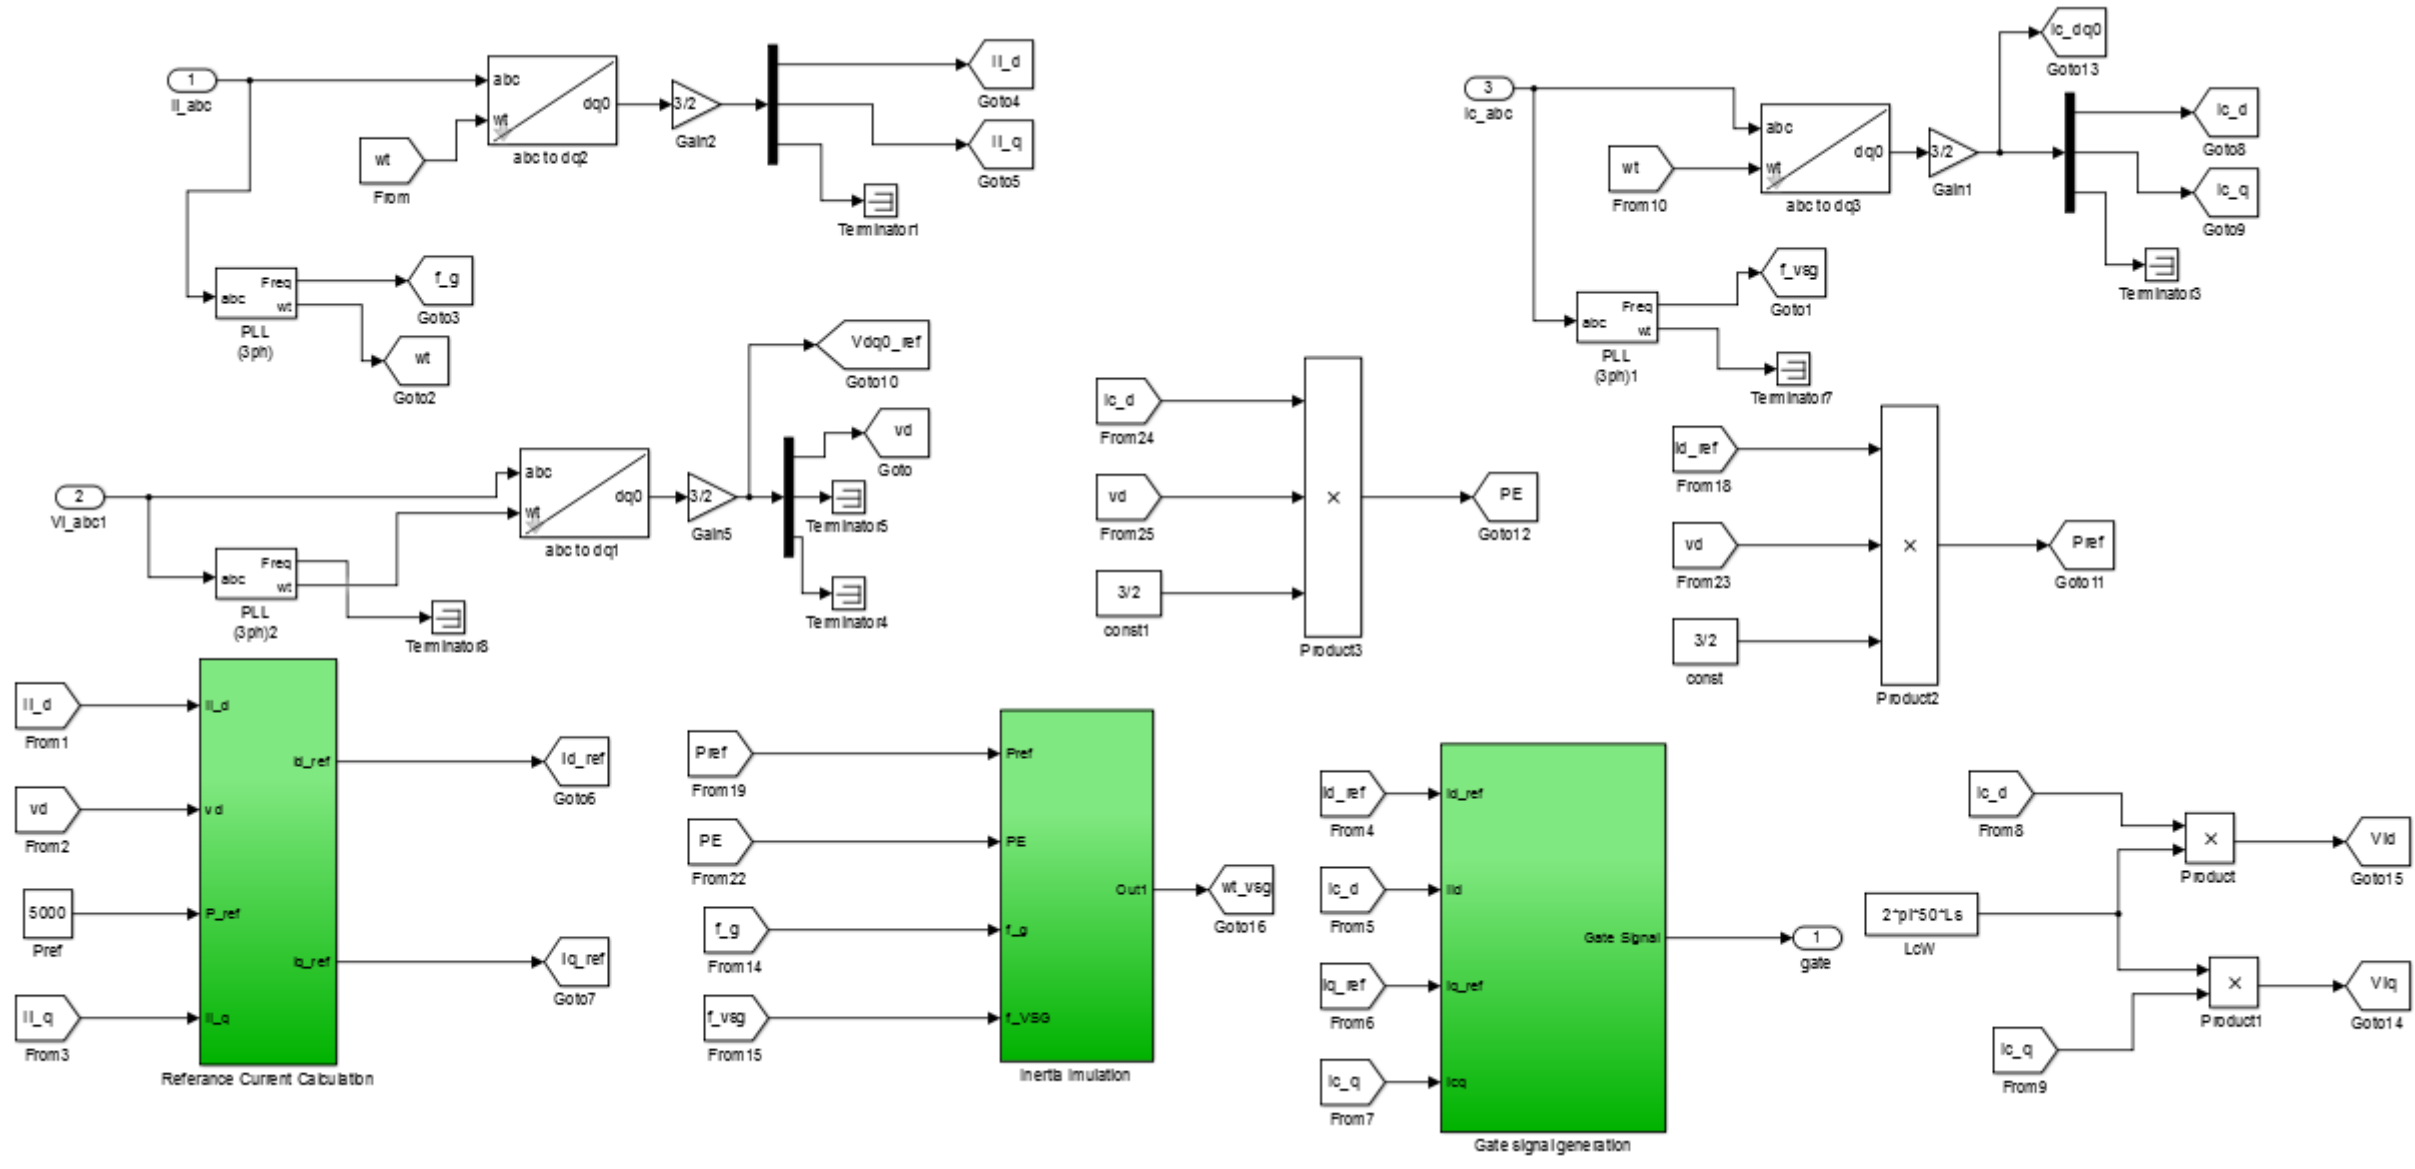 1
Il_abc
abc
wt
dq0
abc to dq2
wt
From
3/2
Gain2
Il_d
Goto4
Il_q
Goto5
Terminator1
abc
Freq
wt
PLL
(3ph)
f_g
Goto3
wt
Goto2
3
Ic_abc
abc
wt
dq0
abc to dq3
wt
From10
3/2
Gain1
Ic_dq0
Goto13
Ic_d
Goto8
Ic_q
Goto9
Terminator3
abc
Freq
wt
PLL
(3ph)1
f_vsg
Goto1
Terminator7
2
Vl_abc1
abc
wt
dq0
abc to dq1
3/2
Gain5
Vdq0_ref
Goto10
vd
Goto
Terminator5
Terminator4
abc
Freq
wt
PLL
(3ph)2
Terminator8
Ic_d
From24
vd
From25
3/2
const1
×
Product3
PE
Goto12
Id_ref
From18
vd
From23
3/2
const
×
Product2
Pref
Goto11
Il_d
From1
vd
From2
5000
Pref
Il_q
From3
Il_d
vd
P_ref
Il_q
Id_ref
Iq_ref
Referance Current Calculation
Id_ref
Goto6
Iq_ref
Goto7
Pref
From19
PE
From22
f_g
From14
f_vsg
From15
Pref
PE
f_g
f_VSG
Out1
Inertia Imulation
wt_vsg
Goto16
Id_ref
From4
Ic_d
From5
Iq_ref
From6
Ic_q
From7
Id_ref
Iq_ref
Icq
Gate Signal
Gate signal generation
1
gate
Ic_d
From8
2*pi*50*Ls
LcW
Ic_q
From9
×
Product
×
Product1
Vld
Goto15
Vlq
Goto14